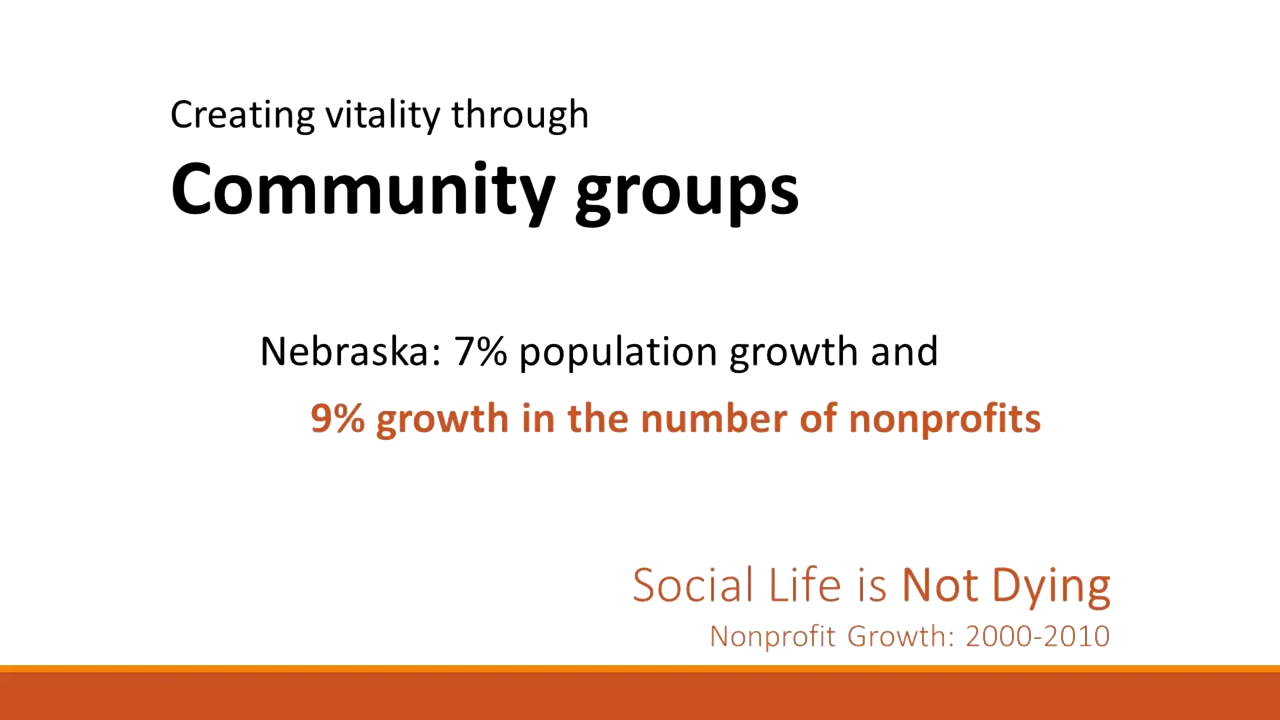 Creating vitality through
Community groups
Nebraska: 7% population growth and
9% growth in the number of nonprofits
Social Life is Not Dying
Nonprofit Growth: 2000-2010